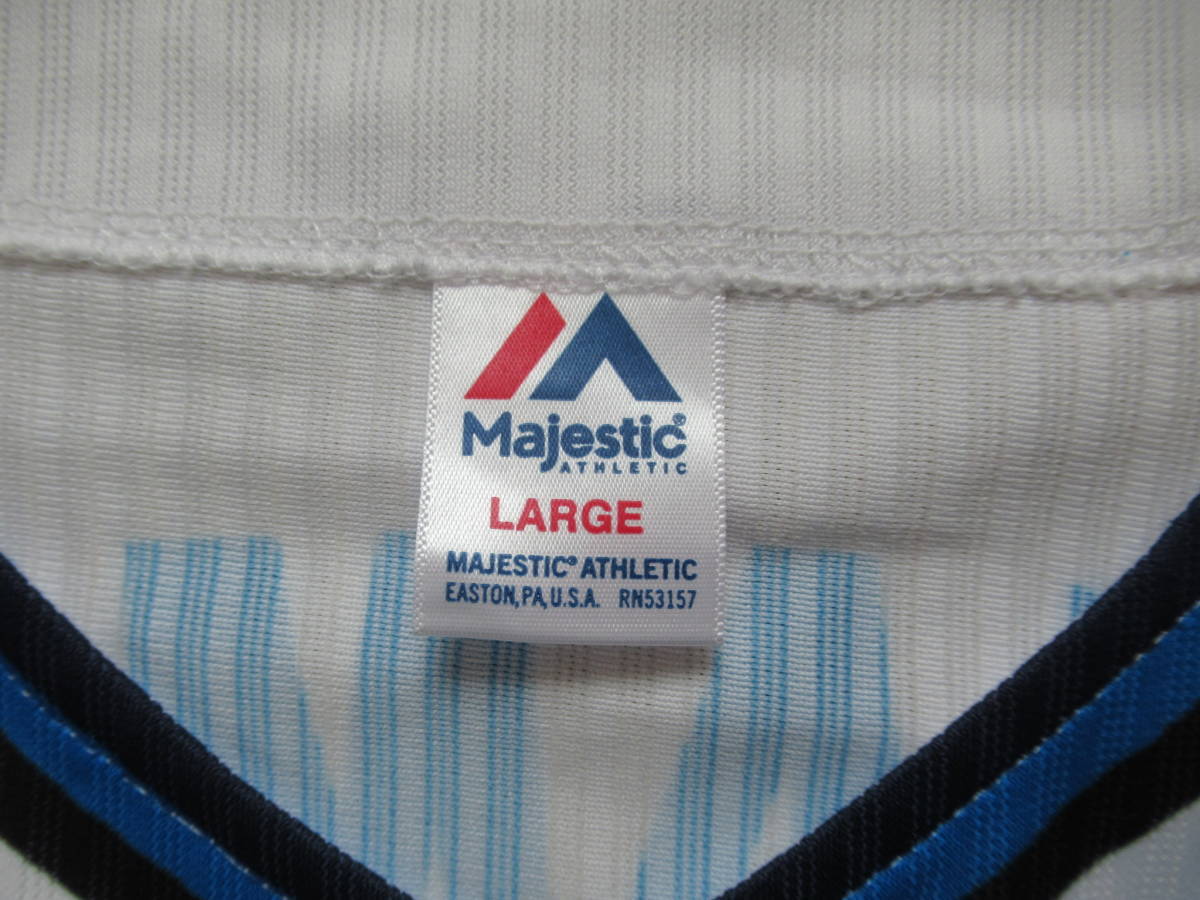 Majestic®
ATHLETIC
LARGE
MAJESTIC® ATHLETIC
EASTON, PA, U.S.A. RN53157